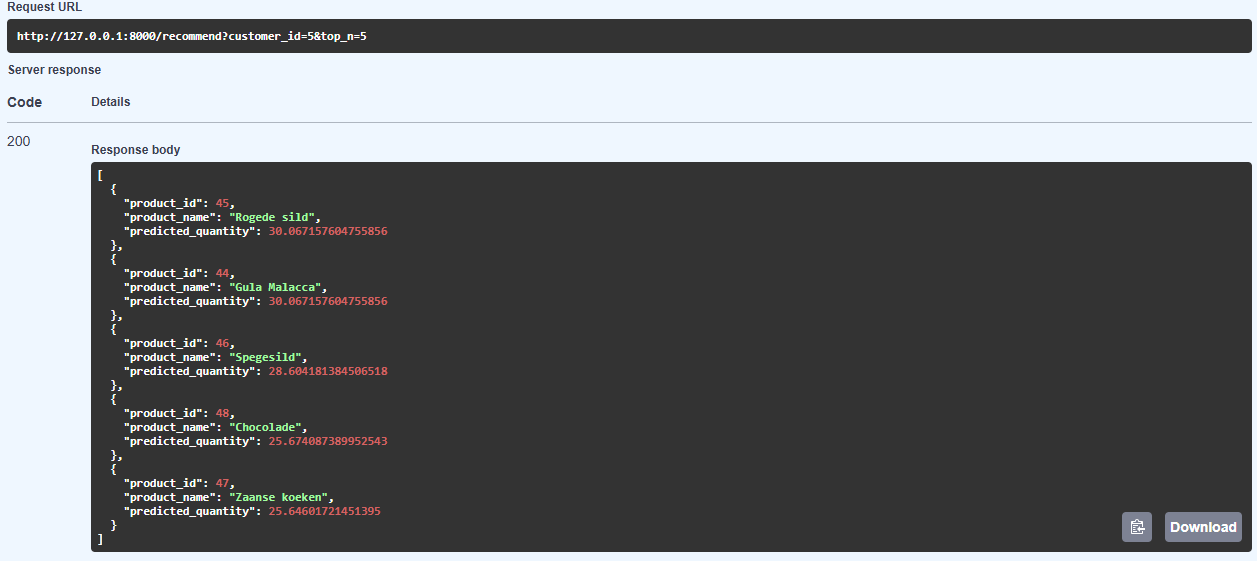 Request URL
http://127.0.0.1:8000/recommend?customer_id=5&top_n=5
Server response
Code Details
200
Response body
[
  {
    "product_id": 45,
    "product_name": "Rogede sild",
    "predicted_quantity": 30.067157604755856
  },
  {
    "product_id": 44,
    "product_name": "Gula Malacca",
    "predicted_quantity": 30.067157604755856
  },
  {
    "product_id": 46,
    "product_name": "Spegesild",
    "predicted_quantity": 28.604181384506518
  },
  {
    "product_id": 48,
    "product_name": "Chocolade",
    "predicted_quantity": 25.674087389952543
  },
  {
    "product_id": 47,
    "product_name": "Zaanse koeken",
    "predicted_quantity": 25.64601721451395
  }
]
Download